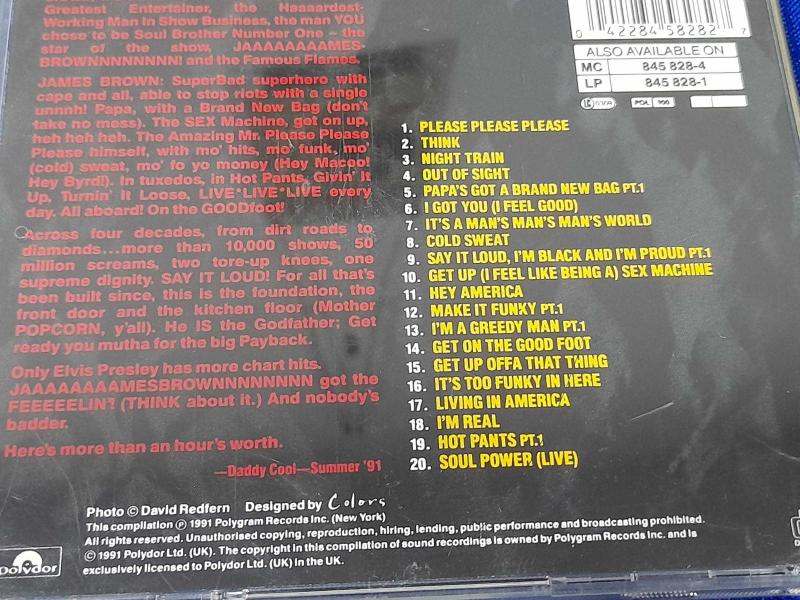 Greatest Entertainer, the Haaaardest-
Working Man in Show Business, the man YOU
chose to be Soul Brother Number One – the
star of the show, JAAAAAAAAMES-
BROWNNNNNNNN! and the Famous Flames.
JAMES BROWN: SuperBad superhero with
cape and all, able to stop riots with a single
unnnh! Papa, with a Brand New Bag (don't
take no mess). The SEX Machine, got on up,
heh heh heh. The Amazing Mr. Please Please
Please himself, with mo' hits, mo' funk, mo'
(cold) sweat, mo' fo yo money (Hey Maceo!
Hey Byrd!). In tuxedos, in Hot Pants, Givin' It
Up, Turnin' It Loose, LIVE*LIVE*LIVE every
day. All aboard! On the GOODfoot!
Across four decades, from dirt roads to
diamonds...more than 10,000 shows, 50
million screams, two tore-up knees, one
supreme dignity. SAY IT LOUD! For all that's
been built since, this is the foundation, the
front door and the kitchen floor (Mother
POPCORN, y'all). He IS the Godfather; Get
ready you mutha for the big Payback.
Only Elvis Presley has more chart hits.
JAAAAAAAAMESBROWNNNNNNNN got the
FEEEEELIN'! (THINK about it.) And nobody's
badder.
Here's more than an hour's worth.
—Daddy Cool—Summer '91
0 42284 58282 7
ALSO AVAILABLE ON
MC 845 828-4
LP 845 828-1
1. PLEASE PLEASE PLEASE
2. THINK
3. NIGHT TRAIN
4. OUT OF SIGHT
5. PAPA'S GOT A BRAND NEW BAG PT.1
6. I GOT YOU (I FEEL GOOD)
7. IT'S A MAN'S MAN'S MAN'S WORLD
8. COLD SWEAT
9. SAY IT LOUD, I'M BLACK AND I'M PROUD PT.1
10. GET UP (I FEEL LIKE BEING A) SEX MACHINE
11. HEY AMERICA
12. MAKE IT FUNKY PT.1
13. I'M A GREEDY MAN PT.1
14. GET ON THE GOOD FOOT
15. GET UP OFFA THAT THING
16. IT'S TOO FUNKY IN HERE
17. LIVING IN AMERICA
18. I'M REAL
19. HOT PANTS PT.1
20. SOUL POWER (LIVE)
Photo © David Redfern Designed by Colors
This compilation ℗ 1991 Polygram Records Inc. (New York)
All rights reserved. Unauthorised copying, reproduction, hiring, lending, public performance and broadcasting prohibited.
© 1991 Polydor Ltd. (UK). The copyright in this compilation of sound recordings is owned by Polygram Records Inc. and is
exclusively licensed to Polydor Ltd. (UK) in the UK.
polydor